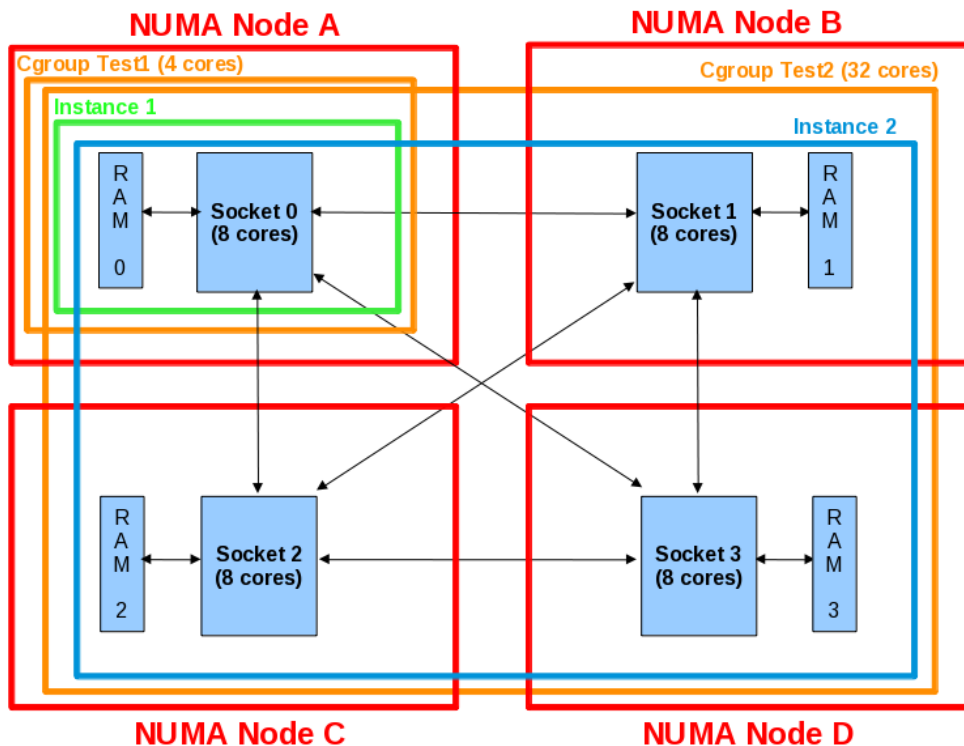 NUMA Node A
NUMA Node B
Cgroup Test1 (4 cores)
Cgroup Test2 (32 cores)
Instance 1
Instance 2
R
A
M
0
Socket 0
(8 cores)
Socket 1
(8 cores)
R
A
M
1
R
A
M
2
Socket 2
(8 cores)
Socket 3
(8 cores)
R
A
M
3
NUMA Node C
NUMA Node D